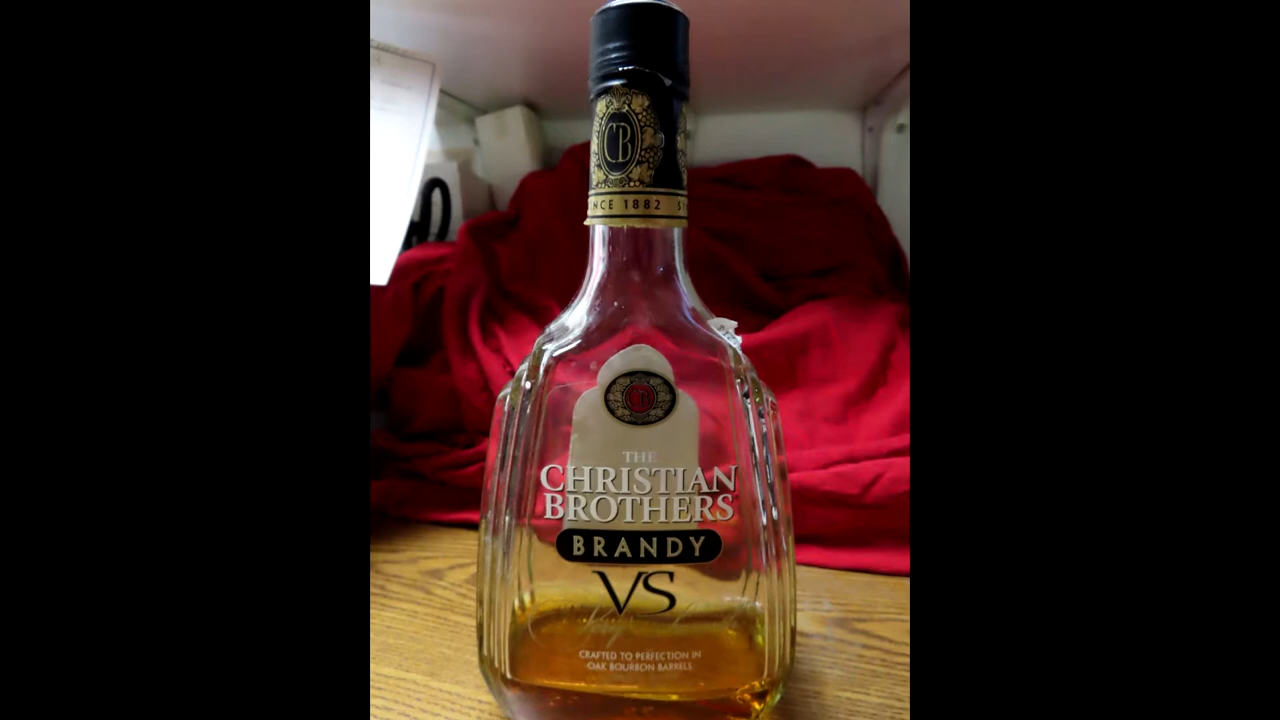 CB
NCE 1882
CB
THE
CHRISTIAN
BROTHERS
BRANDY
VS
CRAFTED TO PERFECTION IN
OAK BOURBON BARRELS